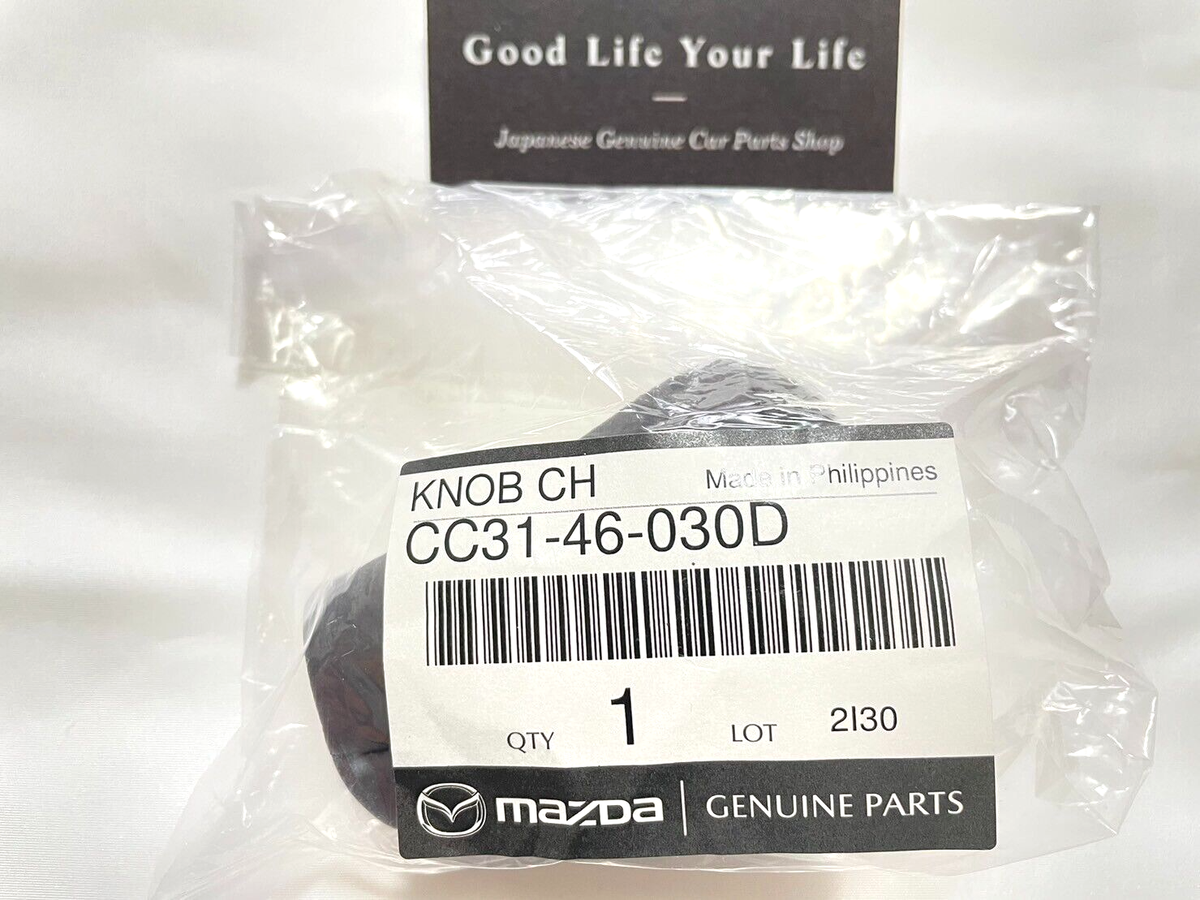 Good Life Your Life
Japanese Genuine Car Parts Shop
KNOB CH Made in Philippines
CC31-46-030D
QTY 1 LOT 2I30
mazda | GENUINE PARTS